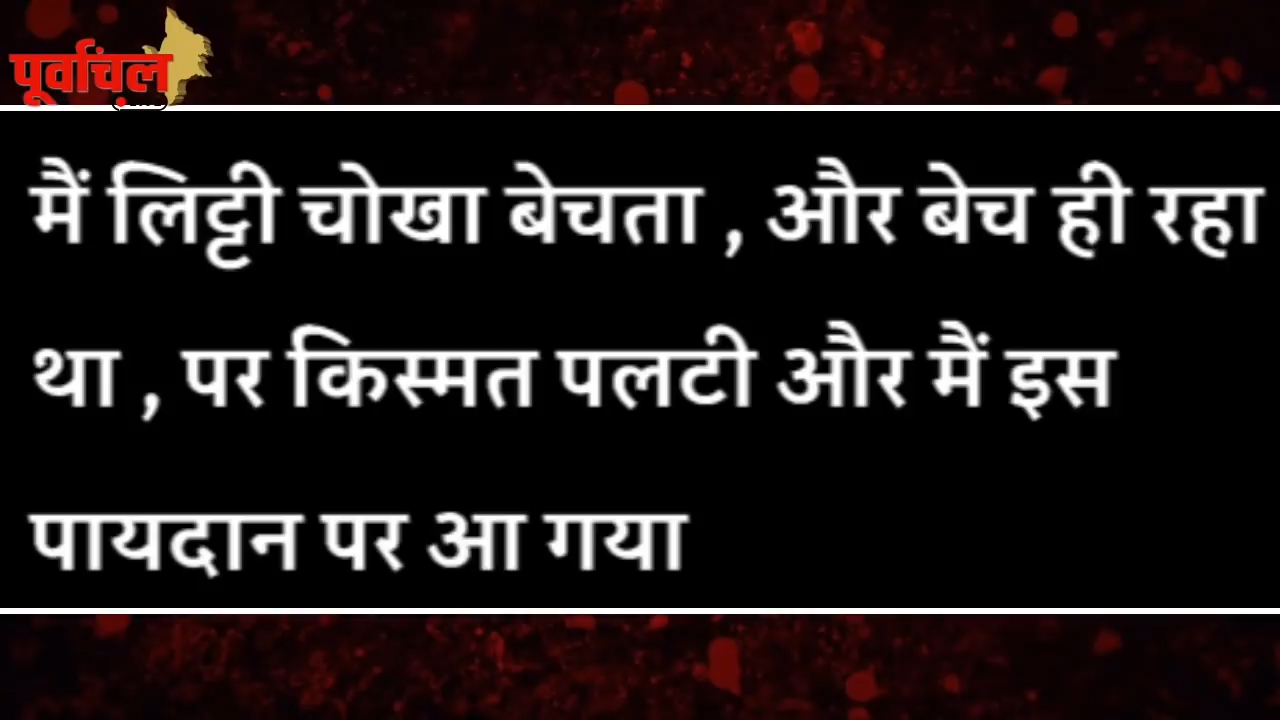 पूर्वांचल
मैं लिट्टी चोखा बेचता , और बेच ही रहा
था , पर किस्मत पलटी और मैं इस
पायदान पर आ गया